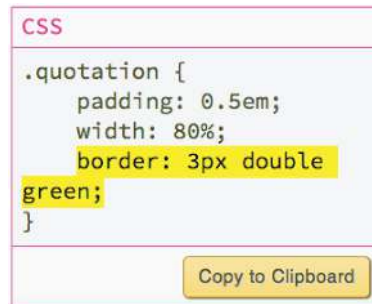 CSS
.quotation {
    padding: 0.5em;
    width: 80%;
    border: 3px double
green;
}
Copy to Clipboard